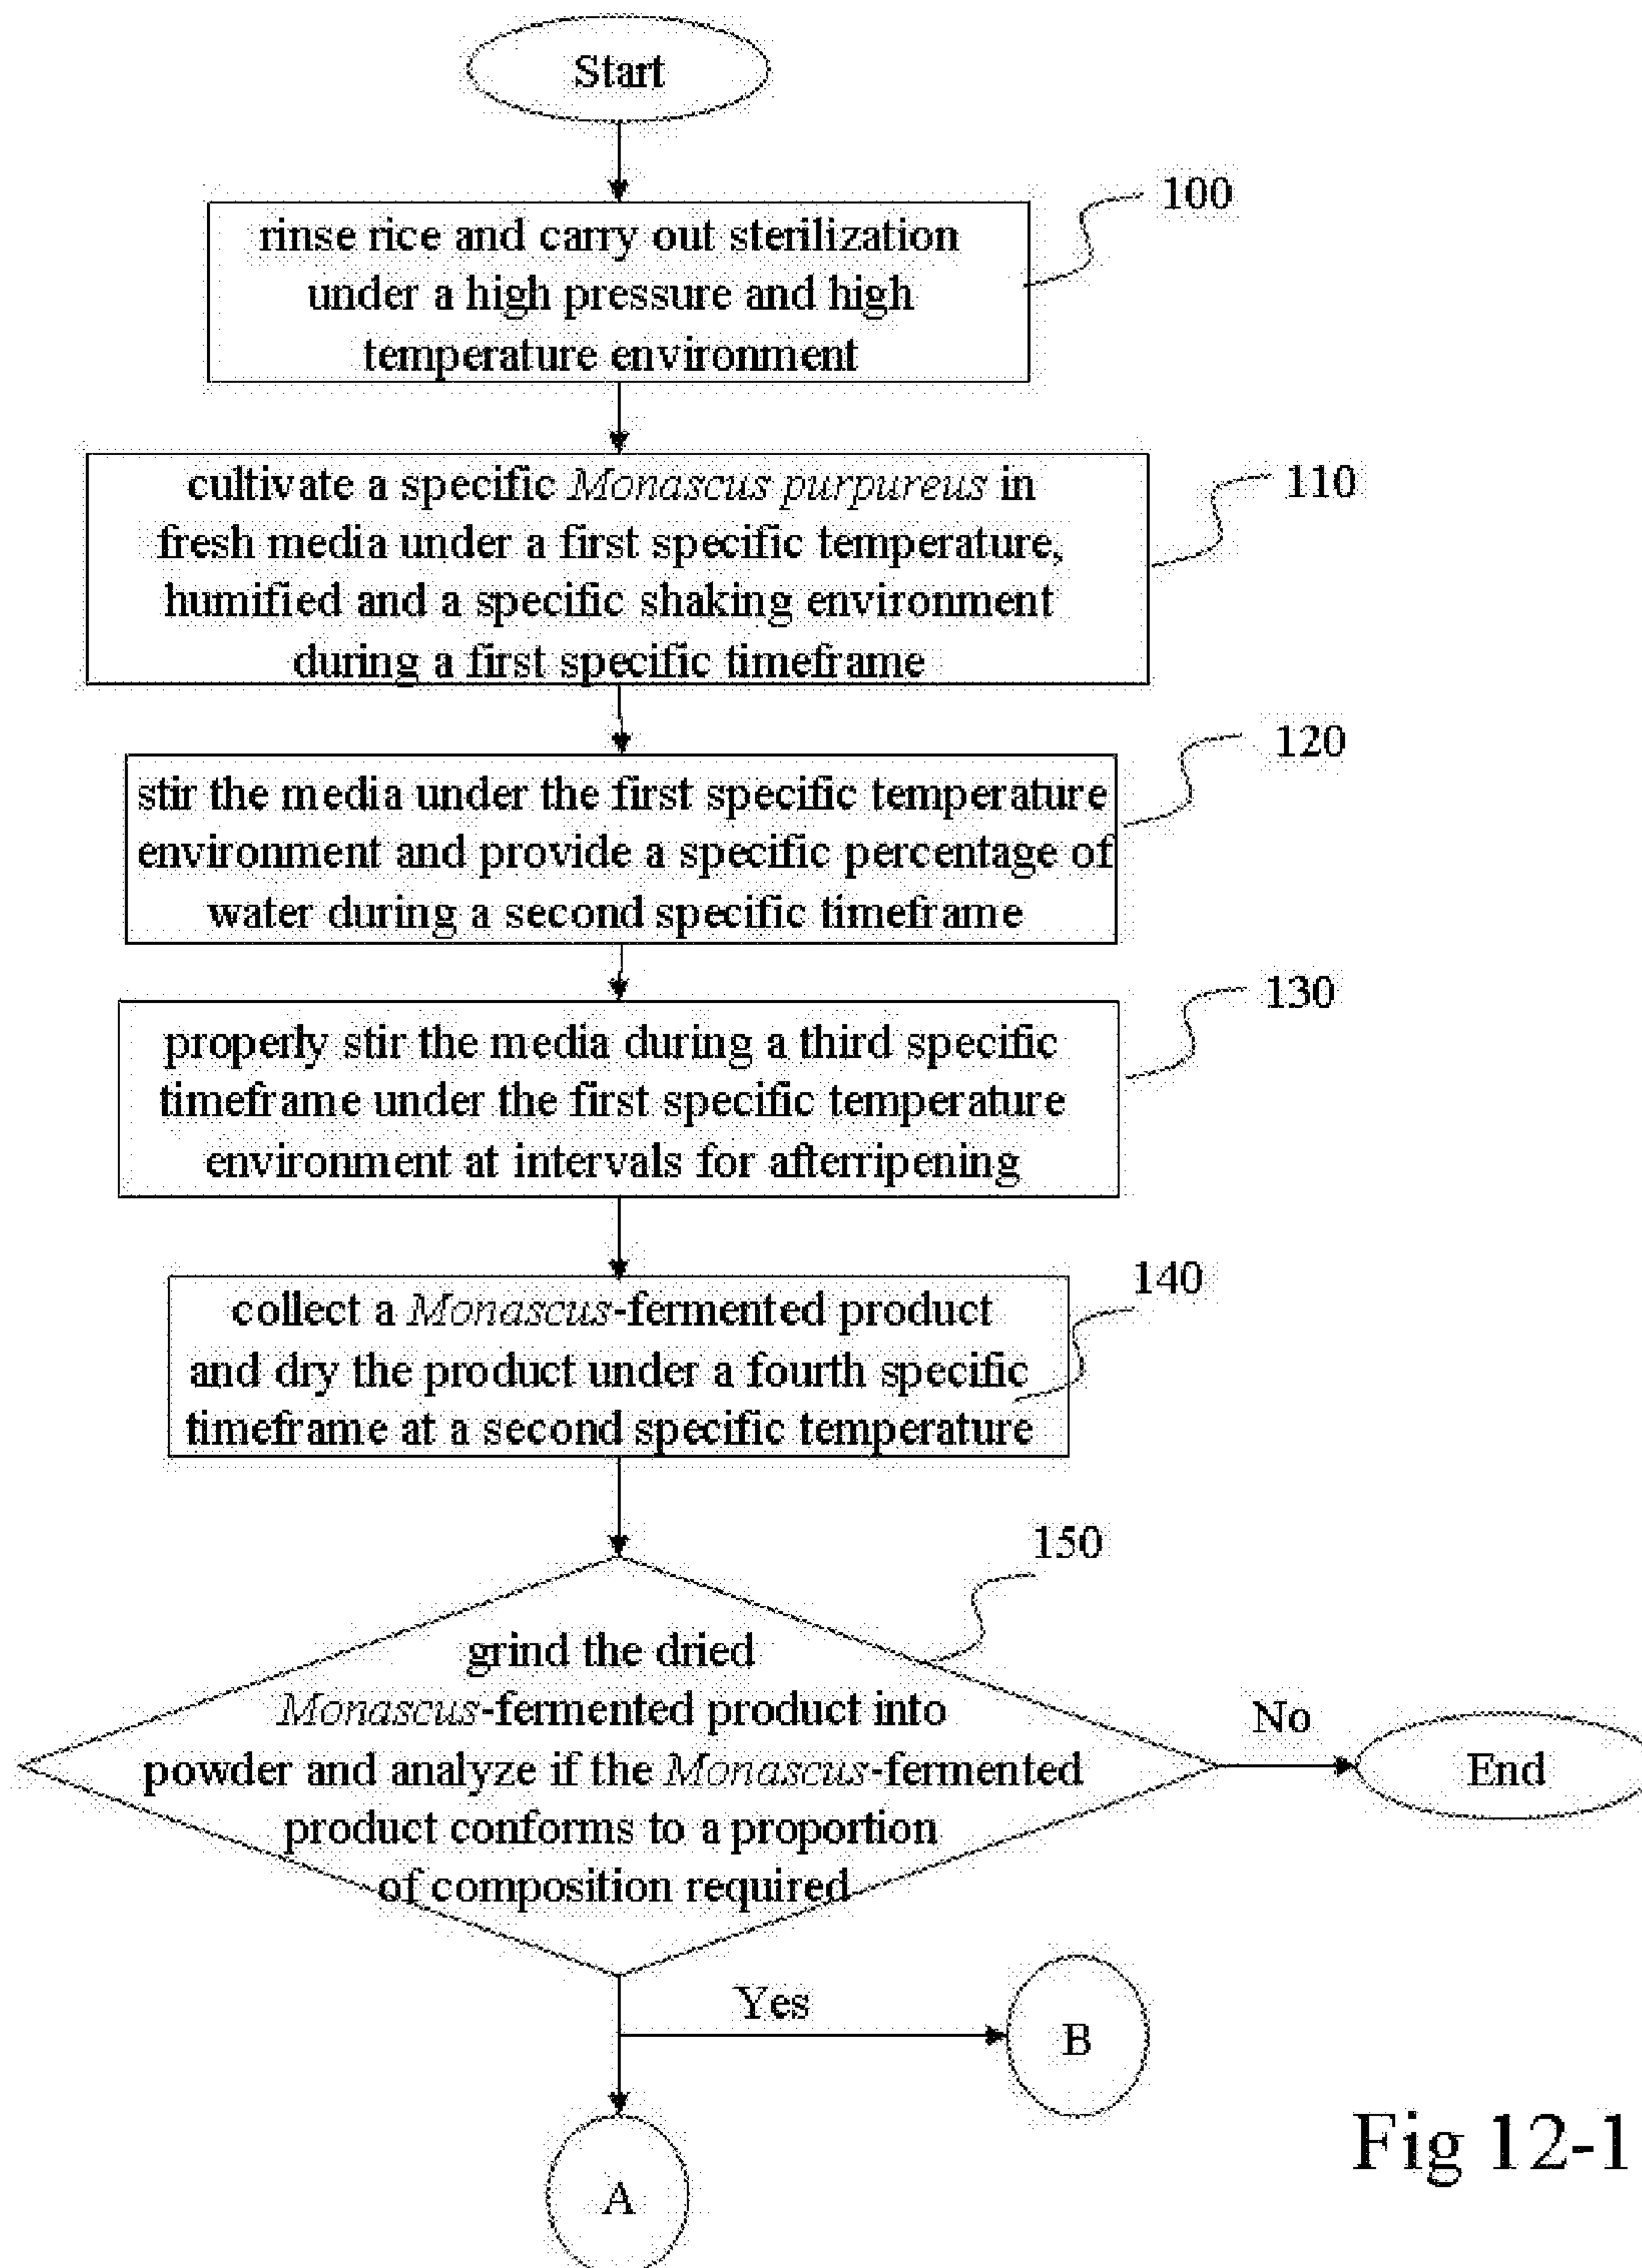 Start
100
rinse rice and carry out sterilization
under a high pressure and high
temperature environment
110
cultivate a specific Monascus purpureus in
fresh media under a first specific temperature,
humified and a specific shaking environment
during a first specific timeframe
120
stir the media under the first specific temperature
environment and provide a specific percentage of
water during a second specific timeframe
130
properly stir the media during a third specific
timeframe under the first specific temperature
environment at intervals for afterripening
140
collect a Monascus-fermented product
and dry the product under a fourth specific
timeframe at a second specific temperature
150
grind the dried
Monascus-fermented product into
powder and analyze if the Monascus-fermented
product conforms to a proportion
of composition required
No
End
Yes
B
A
Fig 12-1